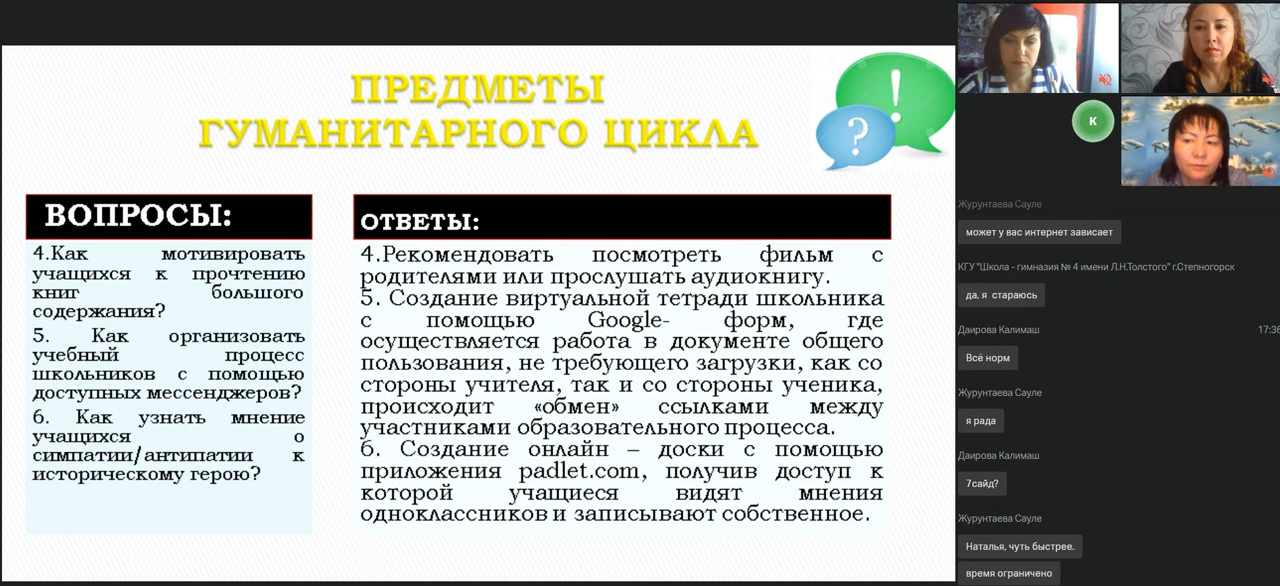 ПРЕДМЕТЫ
ГУМАНИТАРНОГО ЦИКЛА
!
?
ВОПРОСЫ:
4.Как мотивировать
учащихся к прочтению
книг большого
содержания?
5. Как организовать
учебный процесс
школьников с помощью
доступных мессенджеров?
6. Как узнать мнение
учащихся о
симпатии/антипатии к
историческому герою?
ОТВЕТЫ:
4.Рекомендовать посмотреть фильм с
родителями или прослушать аудиокнигу.
5. Создание виртуальной тетради школьника
с помощью Google- форм, где
осуществляется работа в документе общего
пользования, не требующего загрузки, как со
стороны учителя, так и со стороны ученика,
происходит «обмен» ссылками между
участниками образовательного процесса.
6. Создание онлайн – доски с помощью
приложения padlet.com, получив доступ к
которой учащиеся видят мнения
одноклассников и записывают собственное.
К
Журунтаева Сауле
может у вас интернет зависает
КГУ "Школа - гимназия № 4 имени Л.Н.Толстого" г.Степногорск
да, я стараюсь
Даирова Калимаш
17:36
Всё норм
Журунтаева Сауле
я рада
Даирова Калимаш
7сайд?
Журунтаева Сауле
Наталья, чуть быстрее.
время ограничено